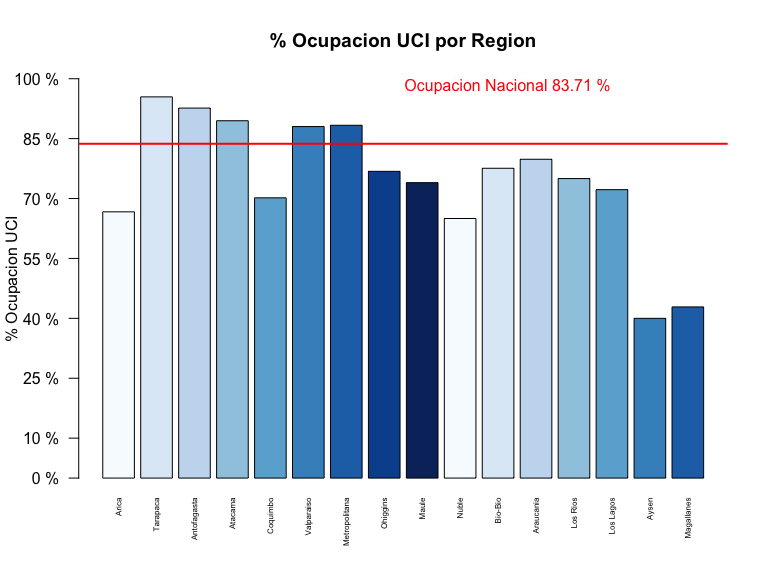 % Ocupacion UCI por Region
Ocupacion Nacional 83.71 %
% Ocupacion UCI
100 %
85 %
70 %
55 %
40 %
25 %
10 %
0 %
Arica
Tarapaca
Antofagasta
Atacama
Coquimbo
Valparaiso
Metropolitana
Ohiggins
Maule
Nuble
Bio-Bio
Araucania
Los Rios
Los Lagos
Aysen
Magallanes